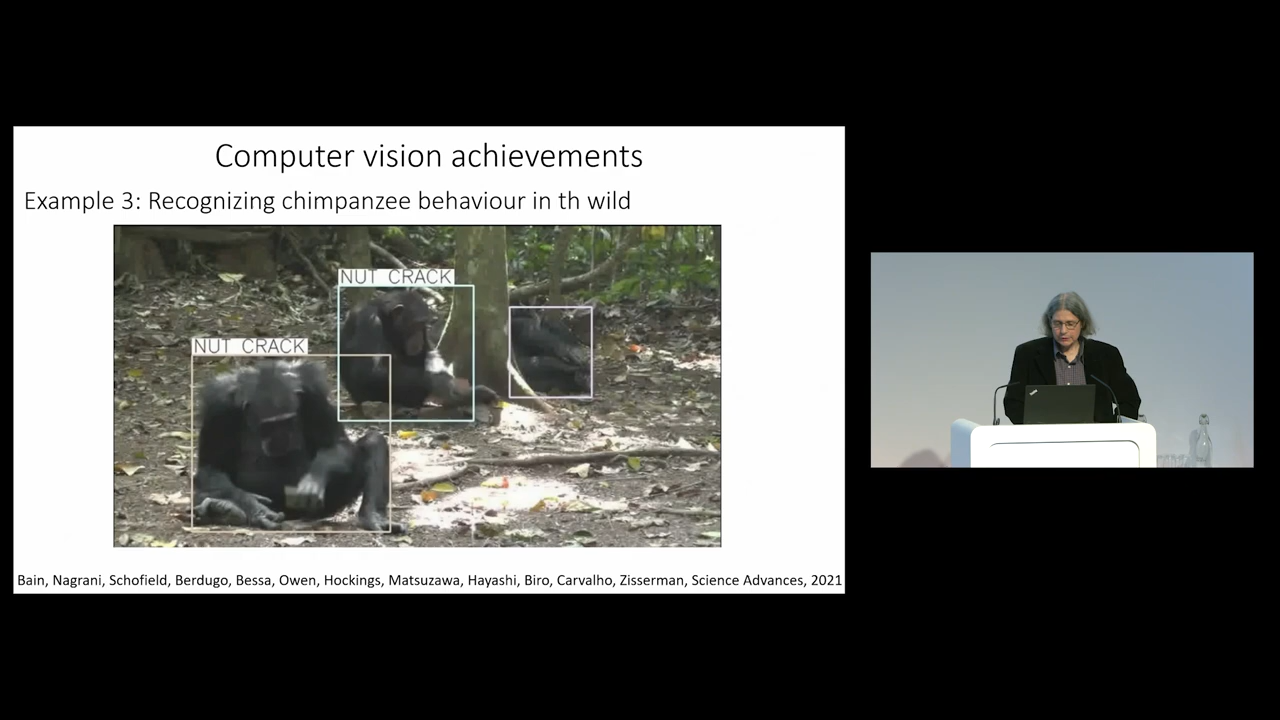 Computer vision achievements
Example 3: Recognizing chimpanzee behaviour in th wild
NUT CRACK
NUT CRACK
Bain, Nagrani, Schofield, Berdugo, Bessa, Owen, Hockings, Matsuzawa, Hayashi, Biro, Carvalho, Zisserman, Science Advances, 2021